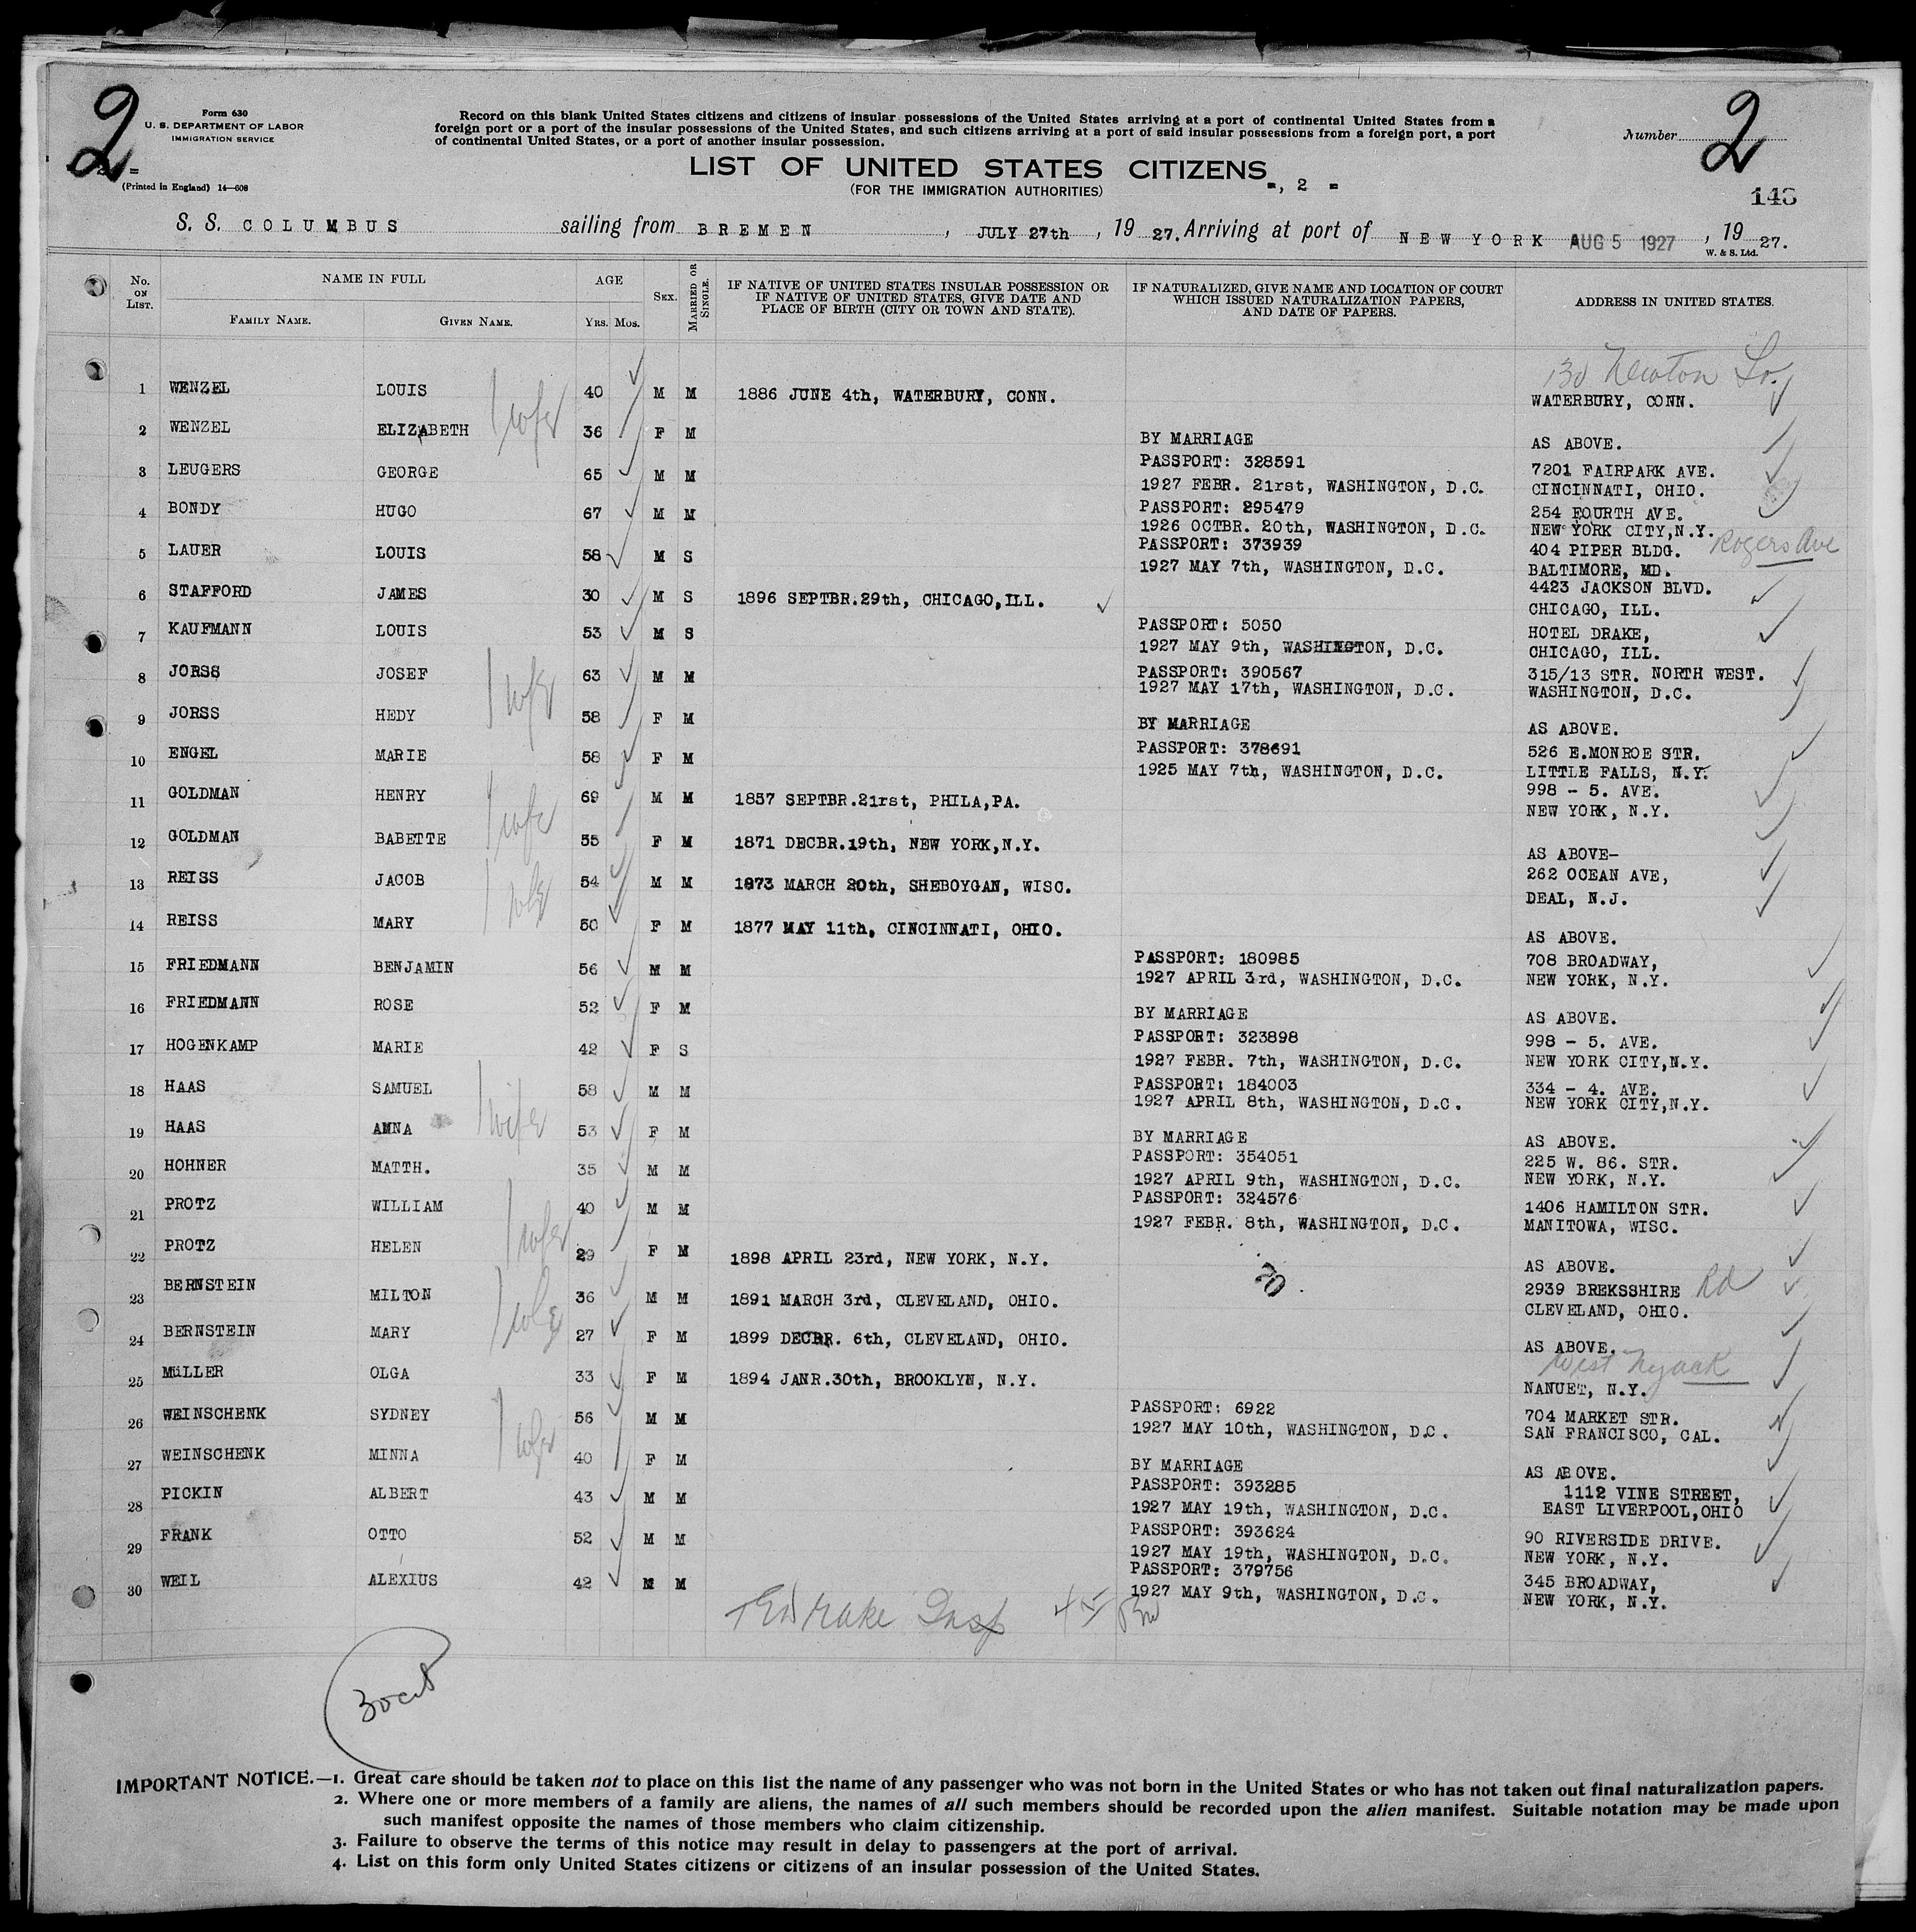 2
Form 630
U. S. DEPARTMENT OF LABOR
IMMIGRATION SERVICE
(Printed in England) 14—608
Record on this blank United States citizens and citizens of insular possessions of the United States arriving at a port of continental United States from a
foreign port or a port of the insular possessions of the United States, and such citizens arriving at a port of said insular possessions from a foreign port, a port
of continental United States, or a port of another insular possession.
Number 2
LIST OF UNITED STATES CITIZENS =, 2 =
(FOR THE IMMIGRATION AUTHORITIES)
148
S. S. COLUMBUS sailing from BREMEN, JULY 27th, 19 27. Arriving at port of NEW YORK AUG 5 1927, 19 27.
W. & S. Ltd.
No. ON LIST. NAME IN FULL FAMILY NAME. GIVEN NAME. AGE YRS. MOS. SEX. MARRIED OR SINGLE. IF NATIVE OF UNITED STATES INSULAR POSSESSION OR IF NATIVE OF UNITED STATES, GIVE DATE AND PLACE OF BIRTH (CITY OR TOWN AND STATE). IF NATURALIZED, GIVE NAME AND LOCATION OF COURT WHICH ISSUED NATURALIZATION PAPERS, AND DATE OF PAPERS. ADDRESS IN UNITED STATES.
130 Newton
1 WENZEL LOUIS 40 M M 1886 JUNE 4th, WATERBURY, CONN. WATERBURY, CONN.
2 WENZEL ELIZABETH wife 36 F M BY MARRIAGE AS ABOVE.
3 LEUGERS GEORGE 65 M M PASSPORT: 328591 7201 FAIRPARK AVE.
1927 FEBR. 21rst, WASHINGTON, D.C. CINCINNATI, OHIO.
4 BONDY HUGO 67 M M PASSPORT: 295479 254 FOURTH AVE.
1926 OCTBR. 20th, WASHINGTON, D.C. NEW YORK CITY,N.Y.
5 LAUER LOUIS 58 M S PASSPORT: 373939 404 PIPER BLDG. Rogers Ave
1927 MAY 7th, WASHINGTON, D.C. BALTIMORE, MD.
6 STAFFORD JAMES 30 M S 1896 SEPTBR.29th, CHICAGO,ILL. 4423 JACKSON BLVD.
CHICAGO, ILL.
7 KAUFMANN LOUIS 53 M S PASSPORT: 5050 HOTEL DRAKE,
1927 MAY 9th, WASHINGTON, D.C. CHICAGO, ILL.
8 JORSS JOSEF 63 M M PASSPORT: 390567 315/13 STR. NORTH WEST.
1927 MAY 17th, WASHINGTON, D.C. WASHINGTON, D.C.
9 JORSS HEDY wife 58 F M BY MARRIAGE AS ABOVE.
10 ENGEL MARIE 58 F M PASSPORT: 378691 526 E.MONROE STR.
1925 MAY 7th, WASHINGTON, D.C. LITTLE FALLS, N.Y.
11 GOLDMAN HENRY 69 M M 1857 SEPTBR.21rst, PHILA,PA. 998 - 5. AVE.
NEW YORK, N.Y.
12 GOLDMAN BABETTE wife 55 F M 1871 DECBR.19th, NEW YORK,N.Y. AS ABOVE-
13 REISS JACOB 54 M M 1873 MARCH 20th, SHEBOYGAN, WISC. 262 OCEAN AVE,
DEAL, N.J.
14 REISS MARY wife 50 F M 1877 MAY 11th, CINCINNATI, OHIO. AS ABOVE.
15 FRIEDMANN BENJAMIN 56 M M PASSPORT: 180985 708 BROADWAY,
1927 APRIL 3rd, WASHINGTON, D.C. NEW YORK, N.Y.
16 FRIEDMANN ROSE 52 F M BY MARRIAGE AS ABOVE.
17 HOGENKAMP MARIE 42 F S PASSPORT: 323898 998 - 5. AVE.
1927 FEBR. 7th, WASHINGTON, D.C. NEW YORK CITY,N.Y.
18 HAAS SAMUEL 58 M M PASSPORT: 184003 334 - 4. AVE.
1927 APRIL 8th, WASHINGTON, D.C. NEW YORK CITY,N.Y.
19 HAAS ANNA wife 53 F M BY MARRIAGE AS ABOVE.
20 HOHNER MATTH. 35 M M PASSPORT: 354051 225 W. 86. STR.
1927 APRIL 9th, WASHINGTON, D.C. NEW YORK, N.Y.
21 PROTZ WILLIAM 40 M M PASSPORT: 324576 1406 HAMILTON STR.
1927 FEBR. 8th, WASHINGTON, D.C. MANITOWA, WISC.
22 PROTZ HELEN wife 29 F M 1898 APRIL 23rd, NEW YORK, N.Y. AS ABOVE.
70
23 BERNSTEIN MILTON 36 M M 1891 MARCH 3rd, CLEVELAND, OHIO. 2939 BREKSSHIRE Rd
CLEVELAND, OHIO.
24 BERNSTEIN MARY wife 27 F M 1899 DECBR. 6th, CLEVELAND, OHIO. AS ABOVE.
West Nyack
25 MüLLER OLGA 33 F M 1894 JANR.30th, BROOKLYN, N.Y. NANUET, N.Y.
26 WEINSCHENK SYDNEY 56 M M PASSPORT: 6922 704 MARKET STR.
1927 MAY 10th, WASHINGTON, D.C. SAN FRANCISCO, CAL.
27 WEINSCHENK MINNA wife 40 F M BY MARRIAGE AS ABOVE.
28 PICKIN ALBERT 43 M M PASSPORT: 393285 1112 VINE STREET,
1927 MAY 19th, WASHINGTON, D.C. EAST LIVERPOOL,OHIO
29 FRANK OTTO 52 M M PASSPORT: 393624 90 RIVERSIDE DRIVE.
1927 MAY 19th, WASHINGTON, D.C. NEW YORK, N.Y.
30 WEIL ALEXIUS 42 M M PASSPORT: 379756 345 BROADWAY,
1927 MAY 9th, WASHINGTON, D.C. NEW YORK, N.Y.
Drake Insp
30 cit
IMPORTANT NOTICE.—1. Great care should be taken not to place on this list the name of any passenger who was not born in the United States or who has not taken out final naturalization papers.
2. Where one or more members of a family are aliens, the names of all such members should be recorded upon the alien manifest. Suitable notation may be made upon
such manifest opposite the names of those members who claim citizenship.
3. Failure to observe the terms of this notice may result in delay to passengers at the port of arrival.
4. List on this form only United States citizens or citizens of an insular possession of the United States.